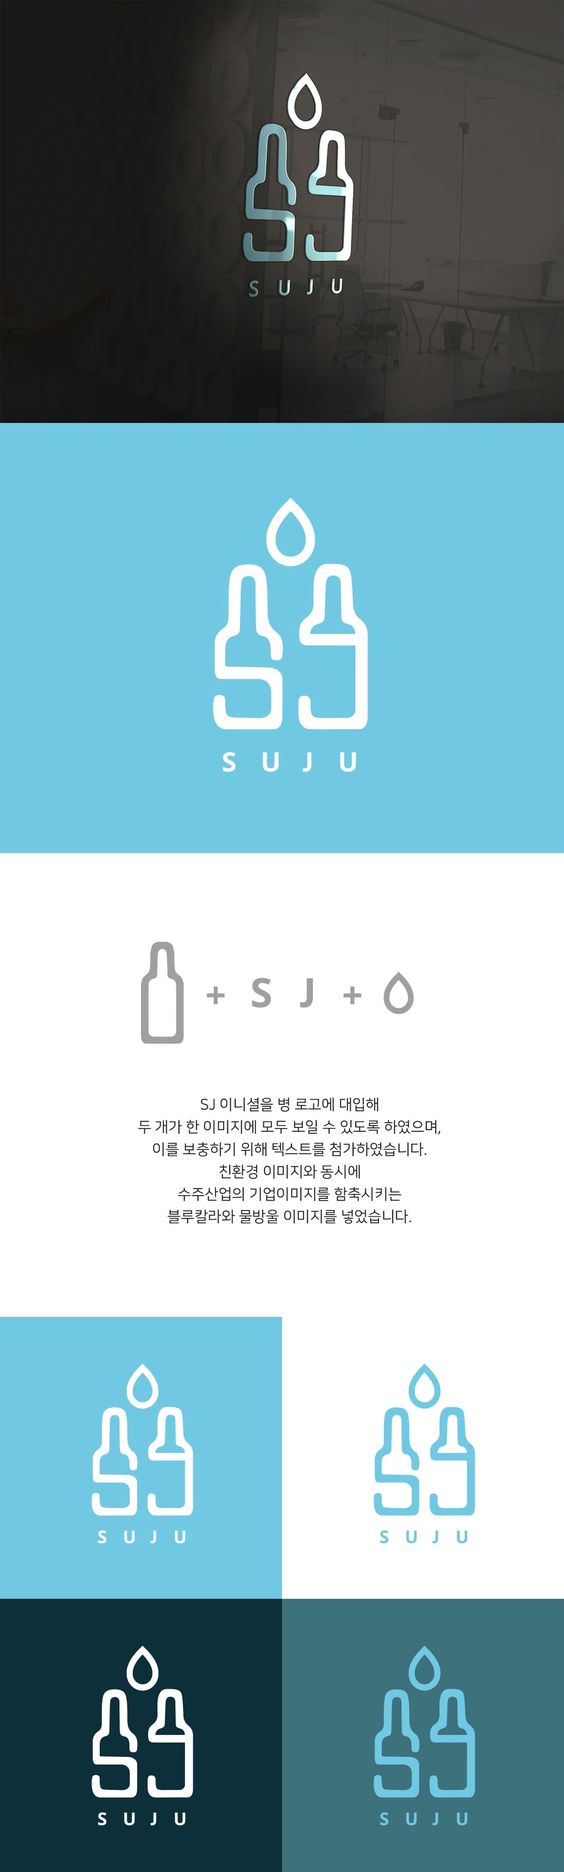 SUJU
SUJU
+ S J +
SJ 이니셜을 병 로고에 대입해
두 개가 한 이미지에 모두 보일 수 있도록 하였으며,
이를 보충하기 위해 텍스트를 첨가하였습니다.
친환경 이미지와 동시에
수주산업의 기업이미지를 함축시키는
블루칼라와 물방울 이미지를 넣었습니다.
SUJU
SUJU
SUJU
SUJU